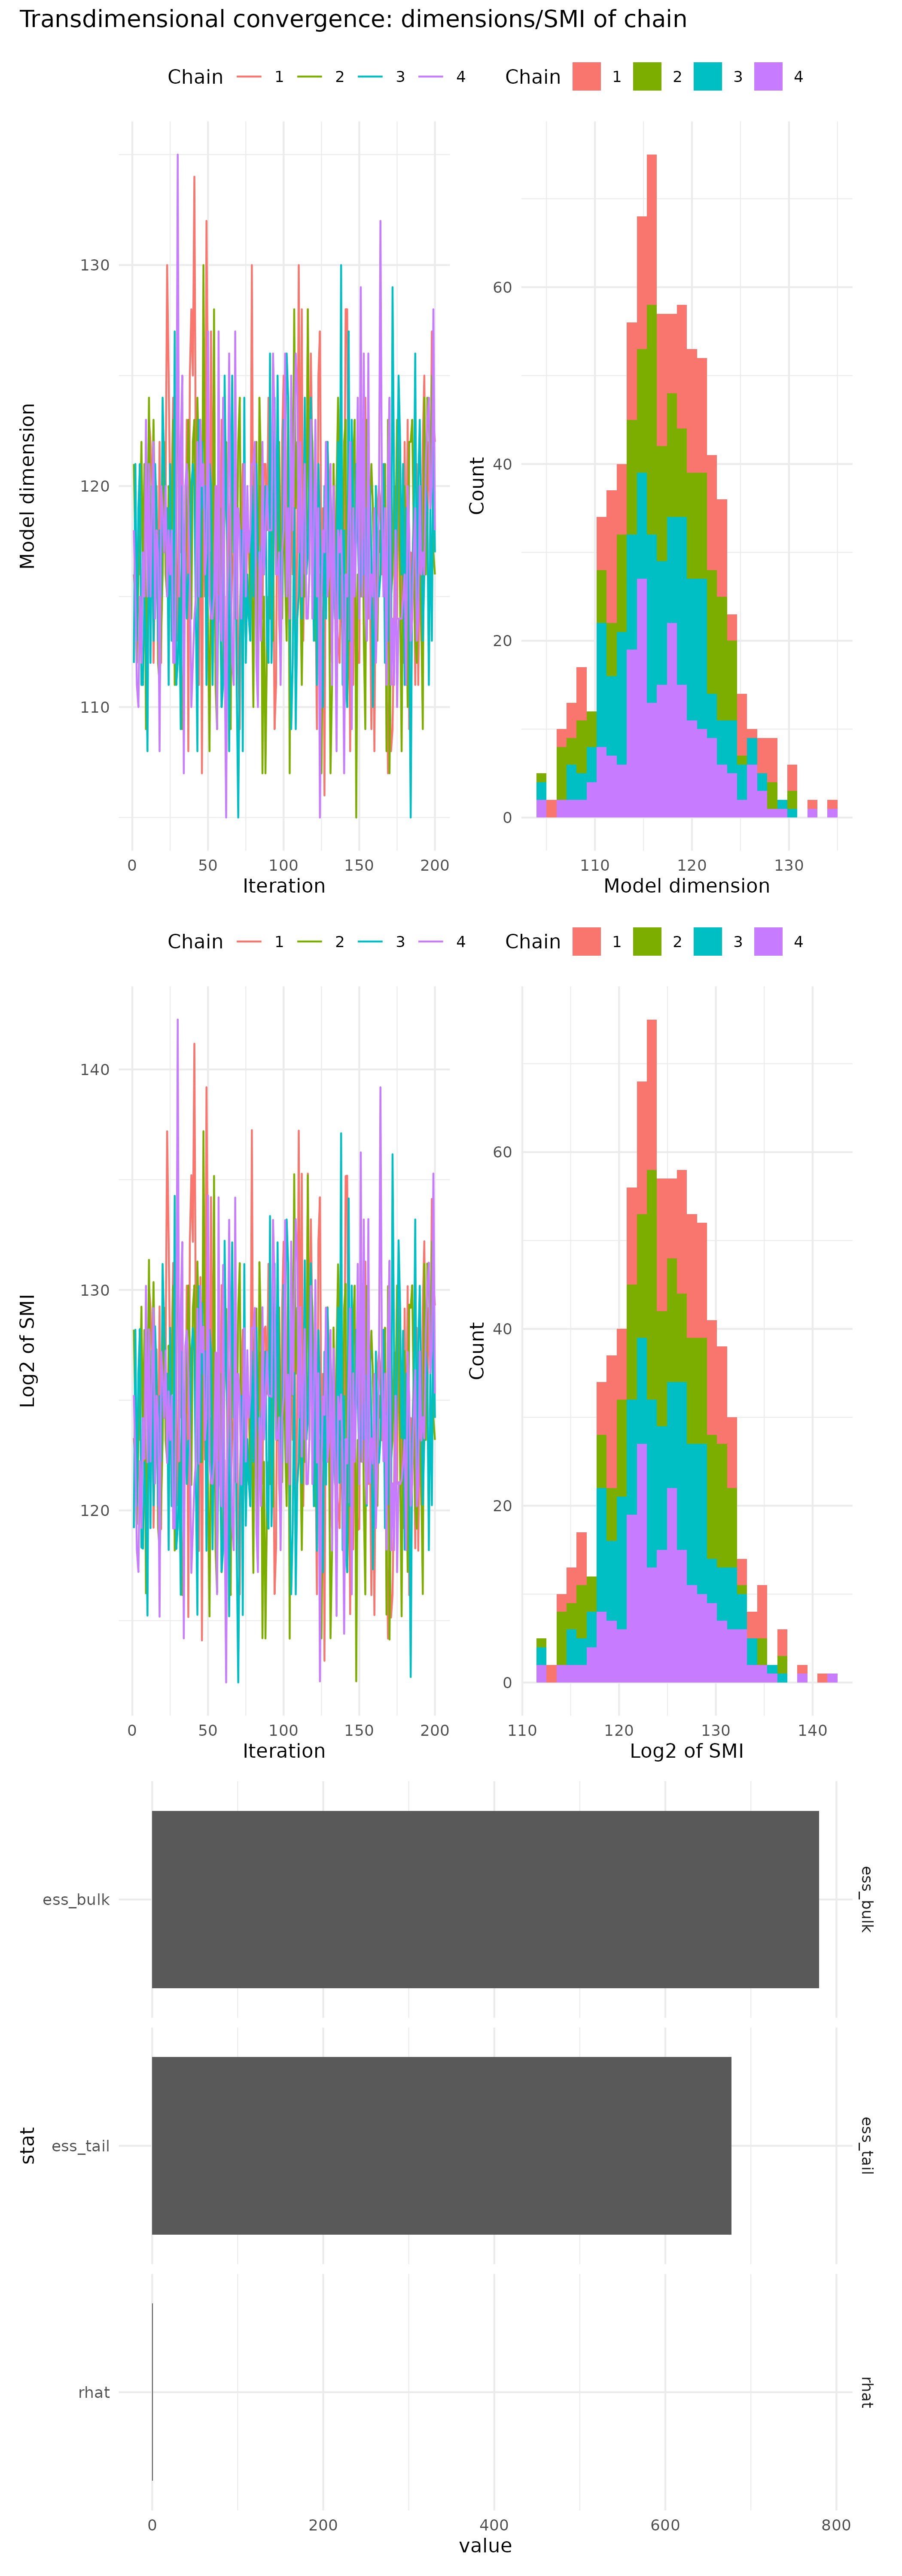 Transdimensional convergence: dimensions/SMI of chain
Chain 1 2 3 4
Chain 1 2 3 4
Model dimension
130
120
110
0 50 100 150 200
Iteration
Count
60
40
20
0
110 120 130
Model dimension
Chain 1 2 3 4
Chain 1 2 3 4
Log2 of SMI
140
130
120
0 50 100 150 200
Iteration
Count
60
40
20
0
110 120 130 140
Log2 of SMI
stat
ess_bulk
ess_bulk
ess_tail
ess_tail
rhat
rhat
0 200 400 600 800
value